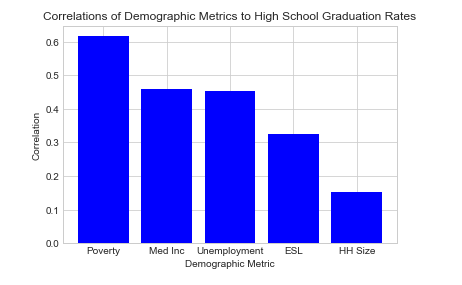 Correlations of Demographic Metrics to High School Graduation Rates
0.6
0.5
0.4
0.3
0.2
0.1
0.0
Correlation
Poverty Med Inc Unemployment ESL HH Size
Demographic Metric